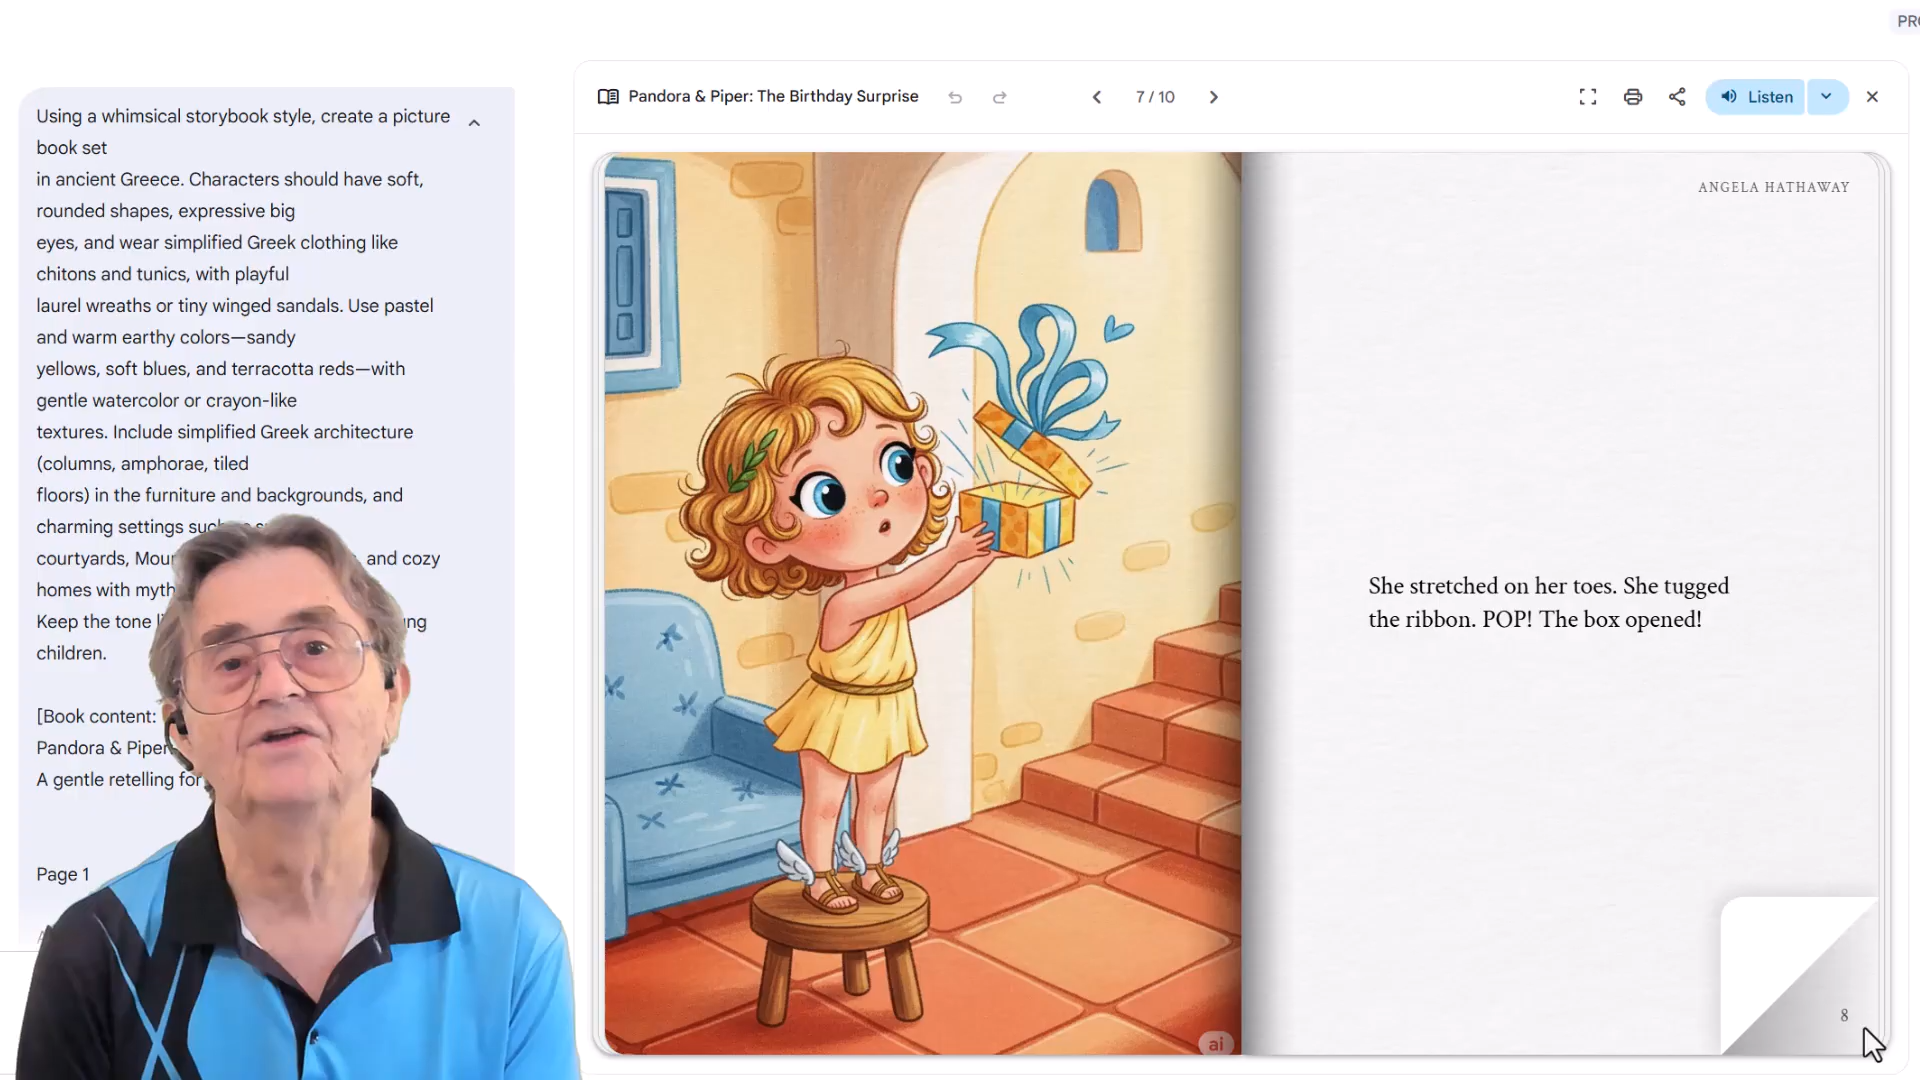 PRO
Using a whimsical storybook style, create a picture
book set
in ancient Greece. Characters should have soft,
rounded shapes, expressive big
eyes, and wear simplified Greek clothing like
chitons and tunics, with playful
laurel wreaths or tiny winged sandals. Use pastel
and warm earthy colors—sandy
yellows, soft blues, and terracotta reds—with
gentle watercolor or crayon-like
textures. Include simplified Greek architecture
(columns, amphorae, tiled
floors) in the furniture and backgrounds, and
charming settings such
courtyards, and cozy
homes with
Keep the tone
children.
[Book content:
Pandora & Piper
A gentle retelling for
Page 1
Pandora & Piper: The Birthday Surprise
7 / 10
Listen
ANGELA HATHAWAY
She stretched on her toes. She tugged
the ribbon. POP! The box opened!
8
ai